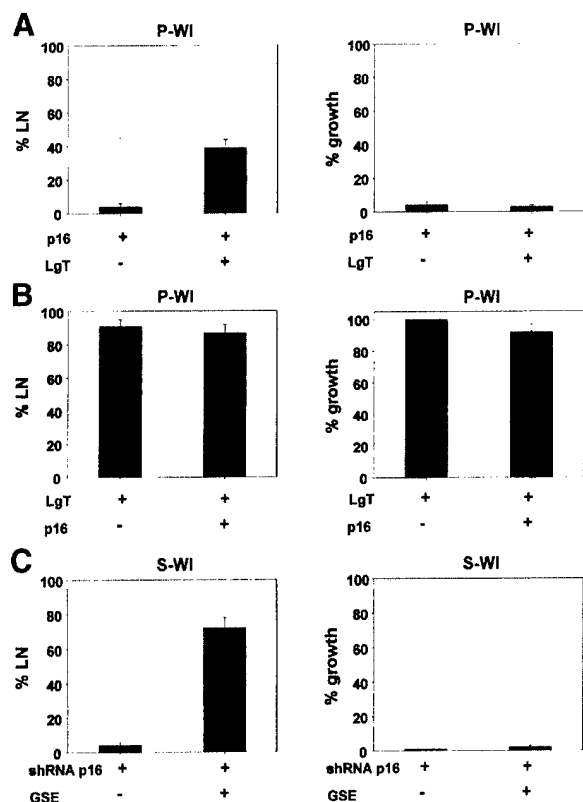 A
P-WI
P-WI
% LN
100
80
60
40
20
0
% growth
100
80
60
40
20
0
p16 + +
LgT - +
p16 + +
LgT - +
B
P-WI
P-WI
% LN
100
80
60
40
20
0
% growth
100
80
60
40
20
0
LgT + +
p16 - +
LgT + +
p16 - +
C
S-WI
S-WI
% LN
100
80
60
40
20
0
% growth
100
80
60
40
20
0
shRNA p16 + +
GSE - +
shRNA p16 + +
GSE - +